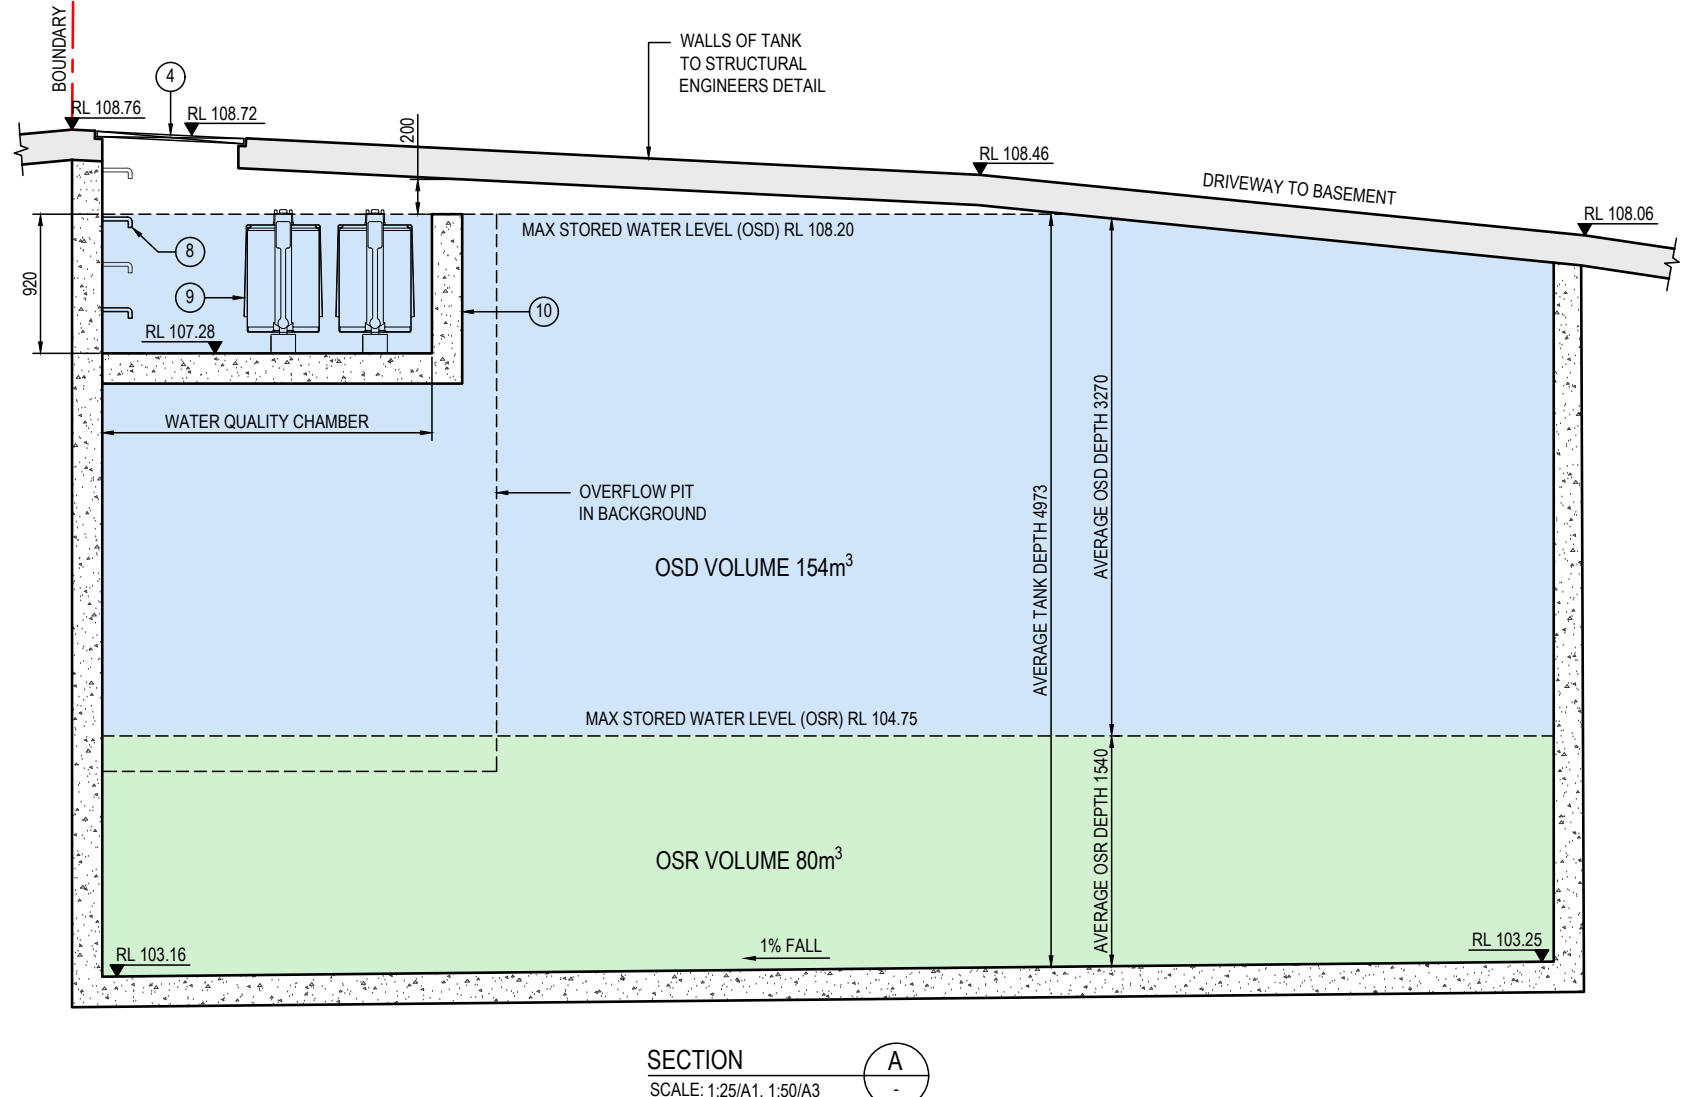 BOUNDARY
RL 108.76
4
RL 108.72
WALLS OF TANK
TO STRUCTURAL
ENGINEERS DETAIL
200
RL 108.46
DRIVEWAY TO BASEMENT
RL 108.06
MAX STORED WATER LEVEL (OSD) RL 108.20
8
920
9
10
RL 107.28
WATER QUALITY CHAMBER
AVERAGE OSD DEPTH 3270
OVERFLOW PIT
IN BACKGROUND
AVERAGE TANK DEPTH 4973
OSD VOLUME 154m³
MAX STORED WATER LEVEL (OSR) RL 104.75
AVERAGE OSR DEPTH 1540
OSR VOLUME 80m³
RL 103.16
1% FALL
RL 103.25
SECTION
A
SCALE: 1:25/A1, 1:50/A3
-